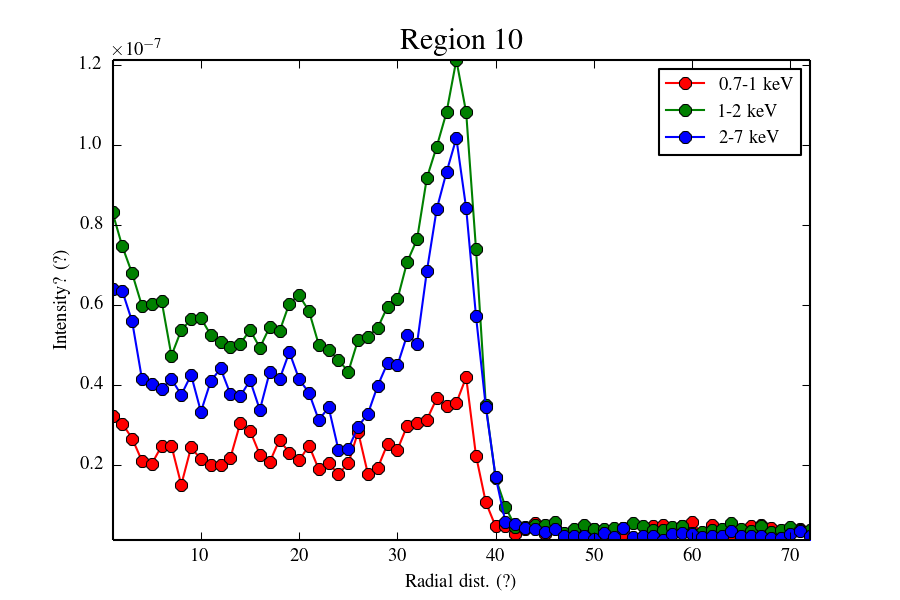 Region 10
×10⁻⁷
1.2
1.0
0.8
0.6
0.4
0.2
Intensity? (?)
0.7-1 keV
1-2 keV
2-7 keV
10 20 30 40 50 60 70
Radial dist. (?)